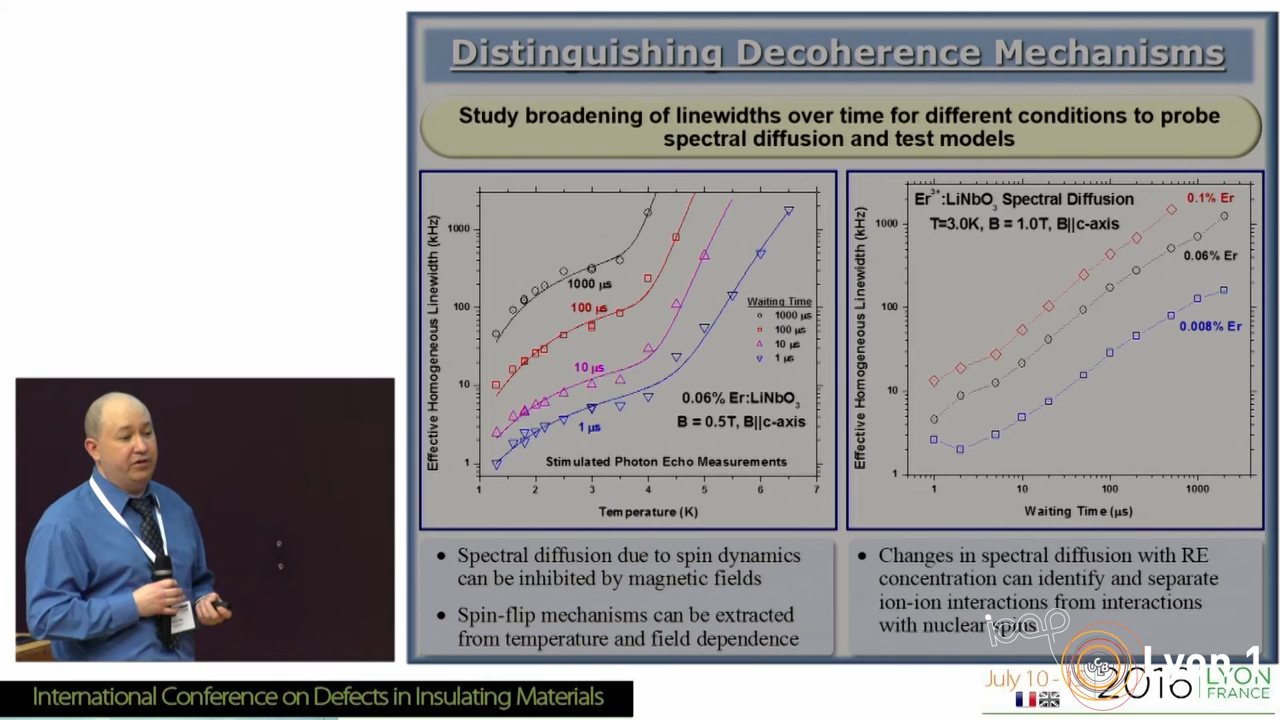 Distinguishing Decoherence Mechanisms
Study broadening of linewidths over time for different conditions to probe
spectral diffusion and test models
Effective Homogeneous Linewidth (kHz)
1000
100
10
1
1 2 3 4 5 6 7
Temperature (K)
1000 µs
100 µs
10 µs
1 µs
Waiting Time
1000 µs
100 µs
10 µs
1 µs
0.06% Er:LiNbO3
B = 0.5T, B||c-axis
Stimulated Photon Echo Measurements
Effective Homogeneous Linewidth (kHz)
1000
100
10
1
1 10 100 1000
Waiting Time (µs)
Er3+:LiNbO3 Spectral Diffusion
T=3.0K, B = 1.0T, B||c-axis
0.1% Er
0.06% Er
0.008% Er
• Spectral diffusion due to spin dynamics
can be inhibited by magnetic fields
• Spin-flip mechanisms can be extracted
from temperature and field dependence
• Changes in spectral diffusion with RE
concentration can identify and separate
ion-ion interactions from interactions
with nuclear spins
icap
UCB
Lyon 1
July 10 -
2016
LYON
FRANCE
International Conference on Defects in Insulating Materials